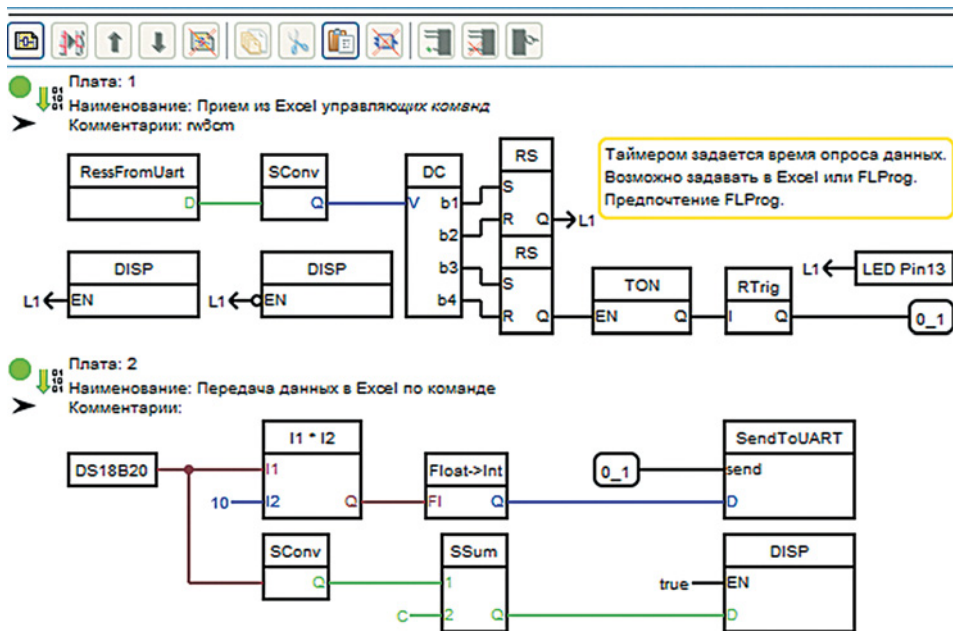 Плата: 1
Наименование: Прием из Excel управляющих команд
Комментарии: rw3cm
RessFromUart
D
SConv
Q
DC
V
b1
b2
b3
b4
RS
S
R Q
L1
RS
S
R Q
Таймером задается время опроса данных.
Возможно задавать в Excel или FLProg.
Предпочтение FLProg.
DISP
L1 EN
DISP
L1 EN
TON
EN Q
RTrig
I Q
L1 LED Pin13
0_1
Плата: 2
Наименование: Передача данных в Excel по команде
Комментарии:
DS18B20
I1 * I2
I1
10 I2 Q
Float->Int
FI Q
0_1
SendToUART
send
D
SConv
Q
SSum
1
C 2 Q
DISP
true EN
D